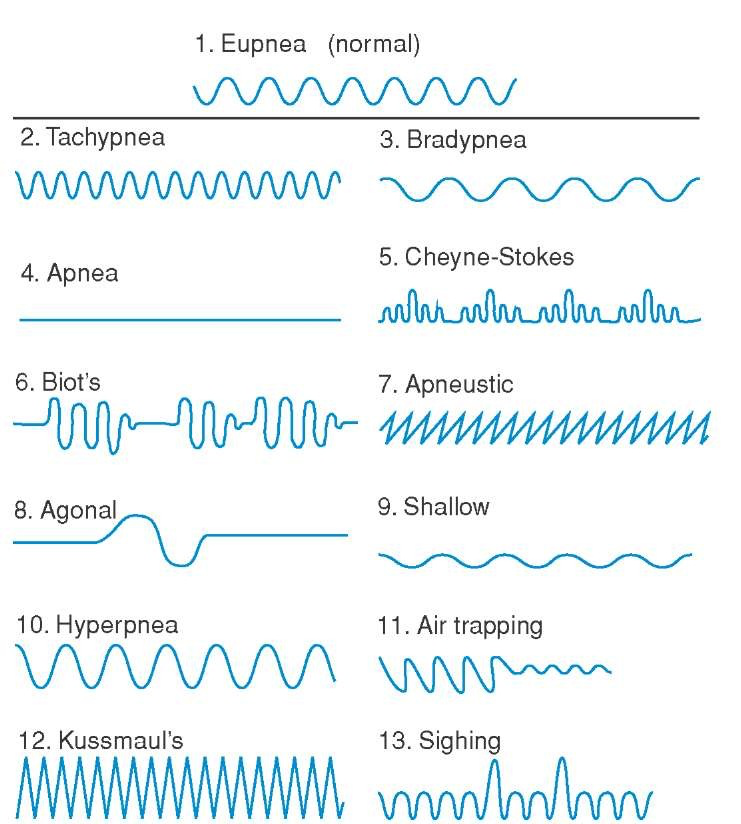 1. Eupnea (normal)
2. Tachypnea
3. Bradypnea
4. Apnea
5. Cheyne-Stokes
6. Biot's
7. Apneustic
8. Agonal
9. Shallow
10. Hyperpnea
11. Air trapping
12. Kussmaul's
13. Sighing